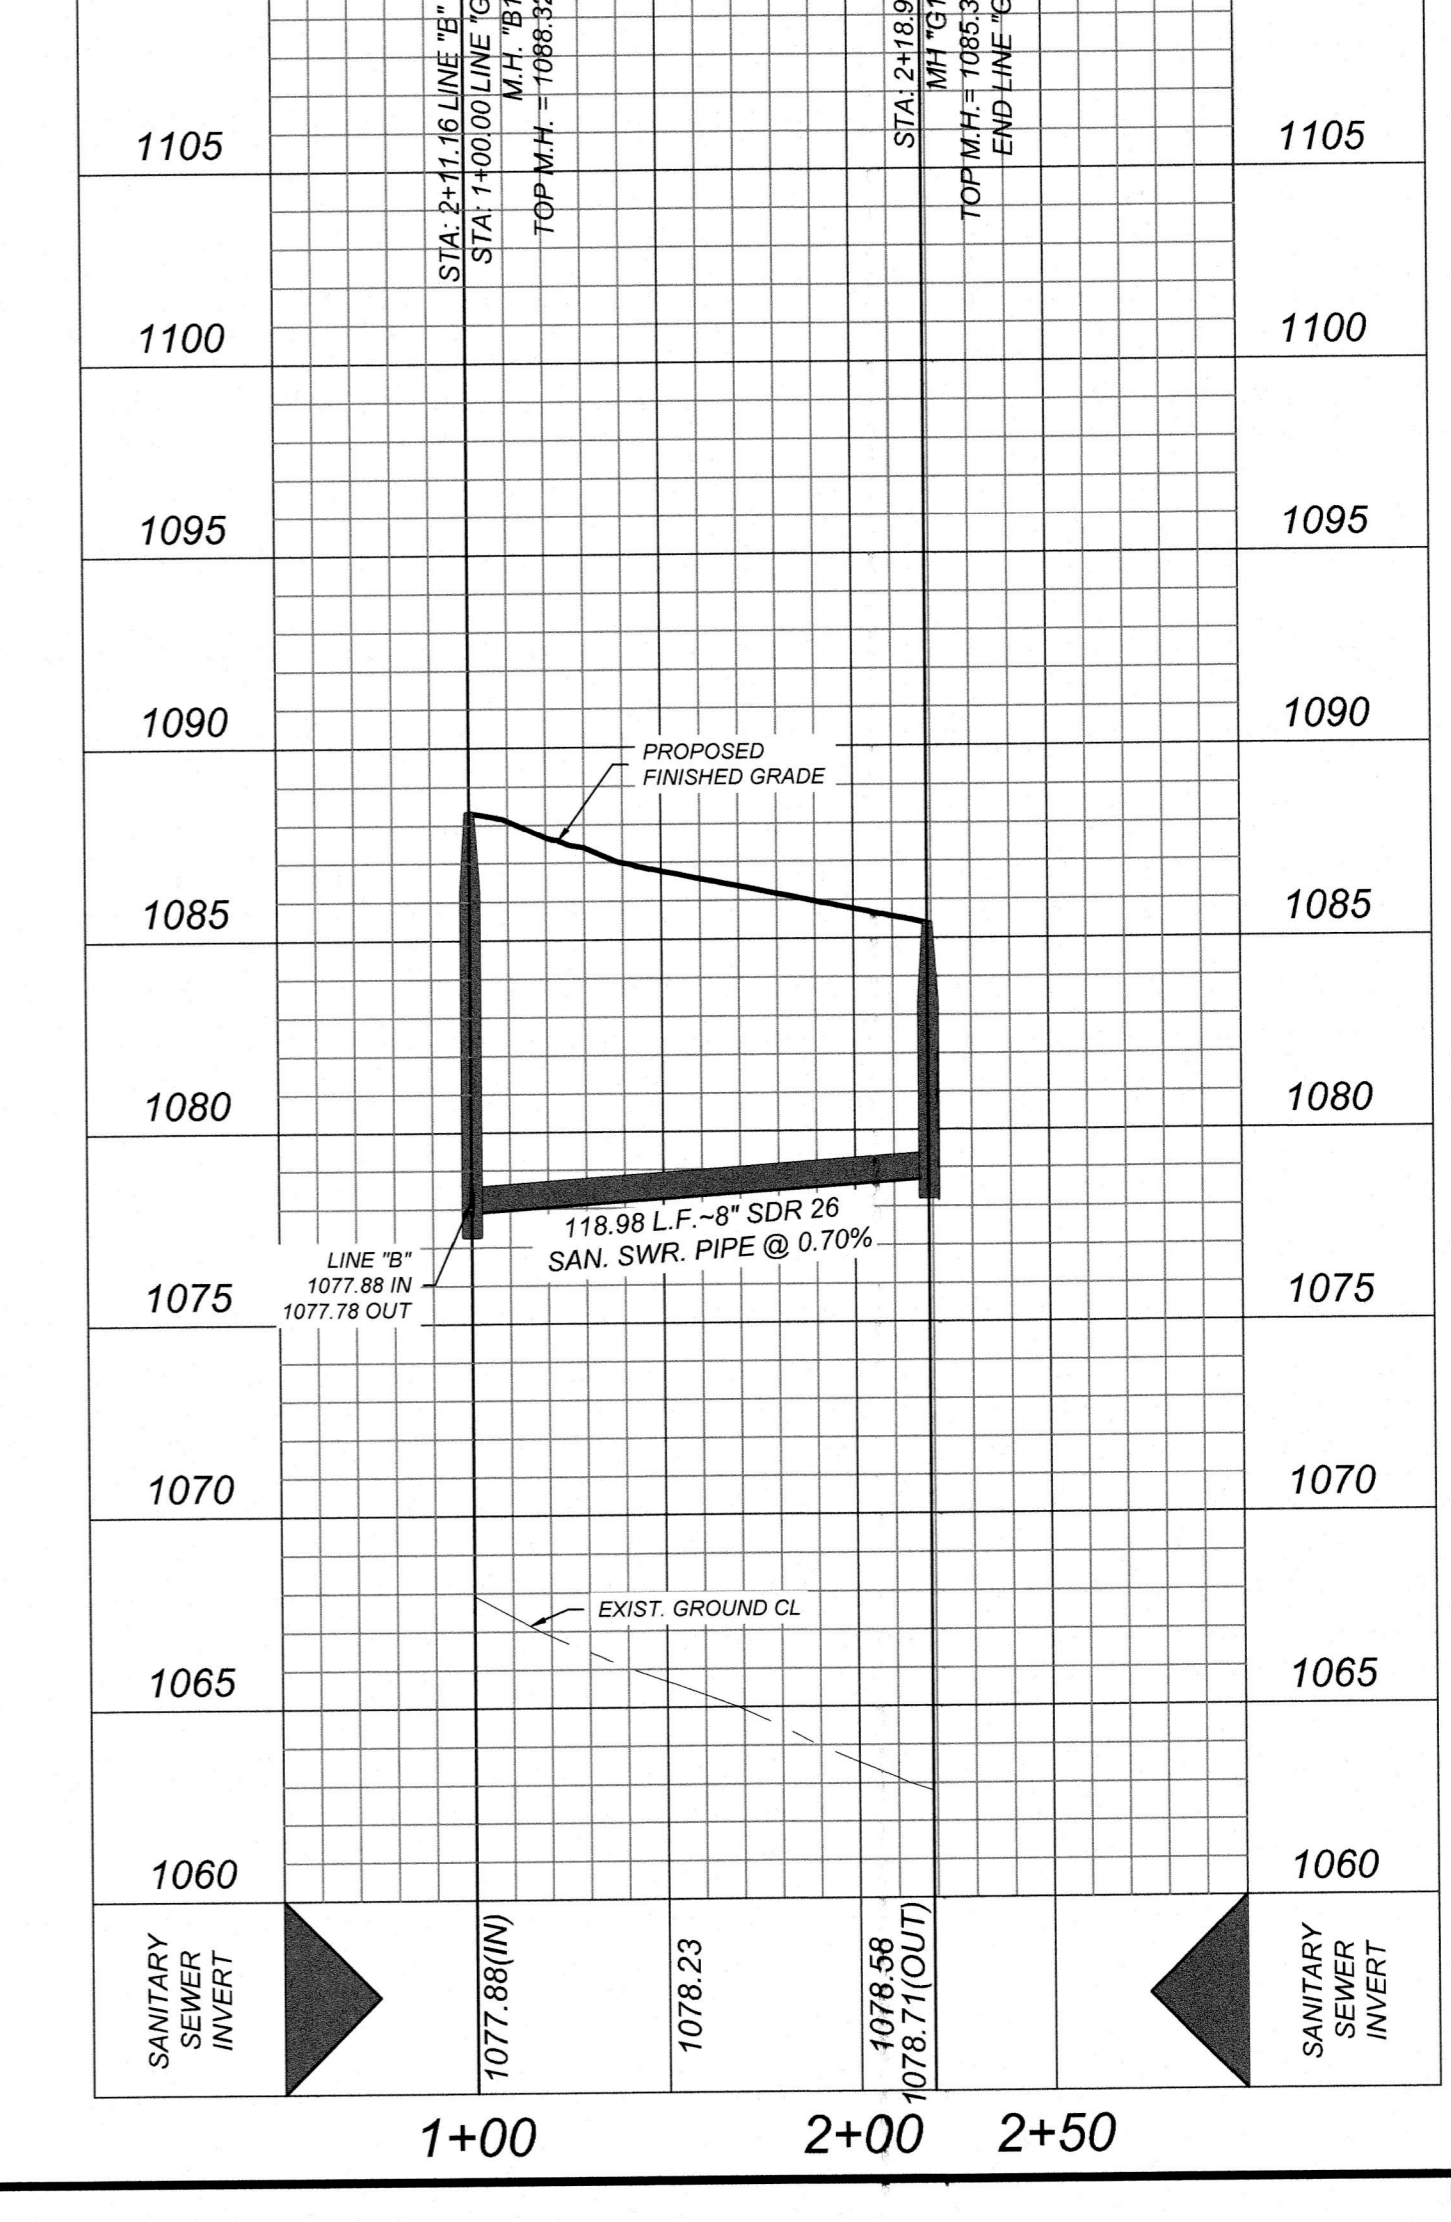 STA: 2+11.16 LINE "B"
STA: 1+00.00 LINE "G
M.H. "B1
TOP M.H. = 1088.32
STA: 2+18.9
MH "G1
TOP M.H. = 1085.3
END LINE "G
1105
1105
1100
1100
1095
1095
1090
1090
PROPOSED
FINISHED GRADE
1085
1085
1080
1080
118.98 L.F.~8" SDR 26
SAN. SWR. PIPE @ 0.70%
LINE "B"
1077.88 IN
1077.78 OUT
1075
1075
1070
1070
EXIST. GROUND CL
1065
1065
1060
1060
SANITARY
SEWER
INVERT
1077.88(IN)
1078.23
1078.58
1078.71(OUT)
SANITARY
SEWER
INVERT
1+00
2+00
2+50